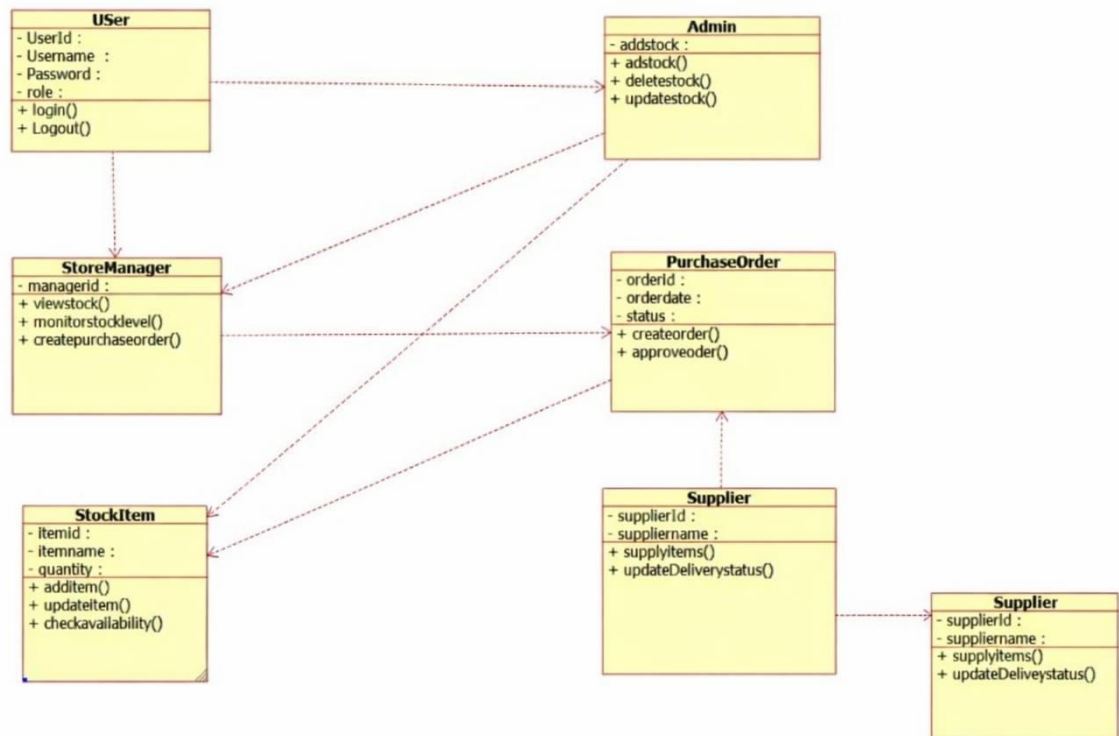 USer
- UserId :
- Username :
- Password :
- role :
+ login()
+ Logout()
Admin
- addstock :
+ adstock()
+ deletestock()
+ updatestock()
StoreManager
- managerid :
+ viewstock()
+ monitorstocklevel()
+ createpurchaseorder()
PurchaseOrder
- orderid :
- orderdate :
- status :
+ createorder()
+ approveoder()
StockItem
- itemid :
- itemname :
- quantity :
+ addItem()
+ updateitem()
+ checkavailability()
Supplier
- supplierId :
- suppliername :
+ supplyitems()
+ updateDeliverystatus()
Supplier
- supplierId :
- suppliername :
+ supplyitems()
+ updateDeliveystatus()